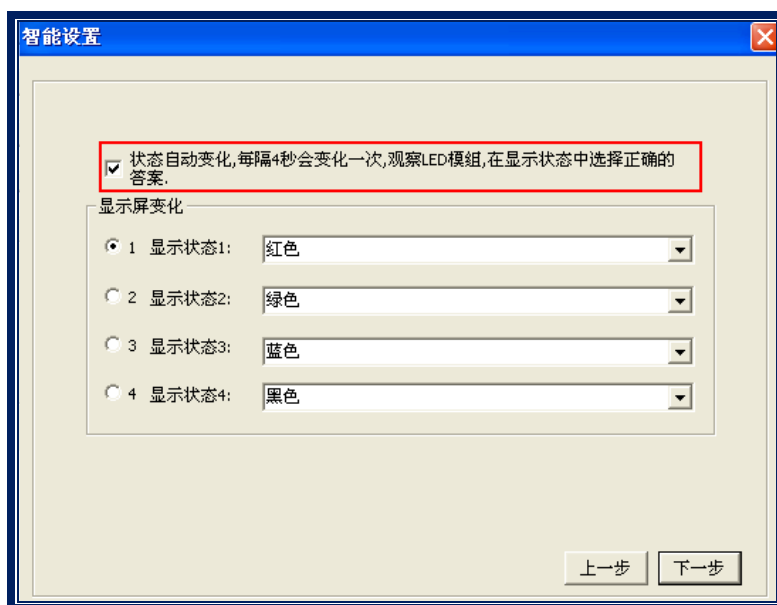 智能设置
状态自动变化,每隔4秒会变化一次,观察LED模组,在显示状态中选择正确的
答案.
显示屏变化
1 显示状态1: 红色
2 显示状态2: 绿色
3 显示状态3: 蓝色
4 显示状态4: 黑色
上一步 下一步